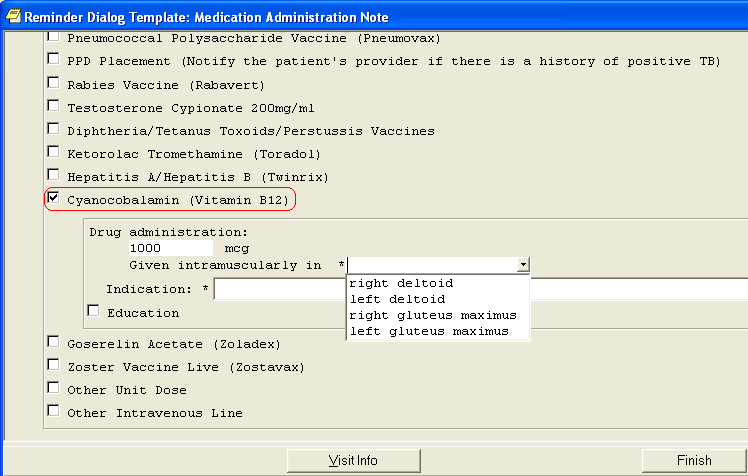 Reminder Dialog Template: Medication Administration Note
Pneumococcal Polysaccharide Vaccine (Pneumovax)
PPD Placement (Notify the patient's provider if there is a history of positive TB)
Rabies Vaccine (Rabavert)
Testosterone Cypionate 200mg/ml
Diphtheria/Tetanus Toxoids/Perstussis Vaccines
Ketorolac Tromethamine (Toradol)
Hepatitis A/Hepatitis B (Twinrix)
Cyanocobalamin (Vitamin B12)
Drug administration:
1000 mcg
Given intramuscularly in *
right deltoid
Indication: *
left deltoid
right gluteus maximus
Education
left gluteus maximus
Goserelin Acetate (Zoladex)
Zoster Vaccine Live (Zostavax)
Other Unit Dose
Other Intravenous Line
Visit Info
Finish